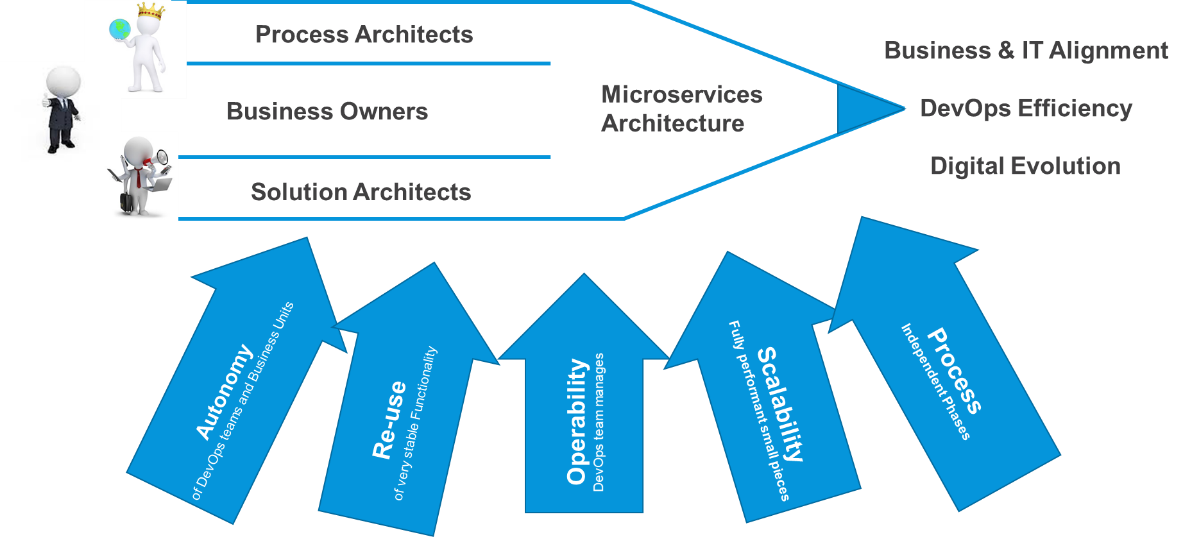 Process Architects
Business Owners
Solution Architects
Microservices
Architecture
Business & IT Alignment
DevOps Efficiency
Digital Evolution
Autonomy
of DevOps teams and Business Units
Re-use
of very stable Functionality
Operability
DevOps team manages
Scalability
Fully performant small pieces
Process
Independent Phases